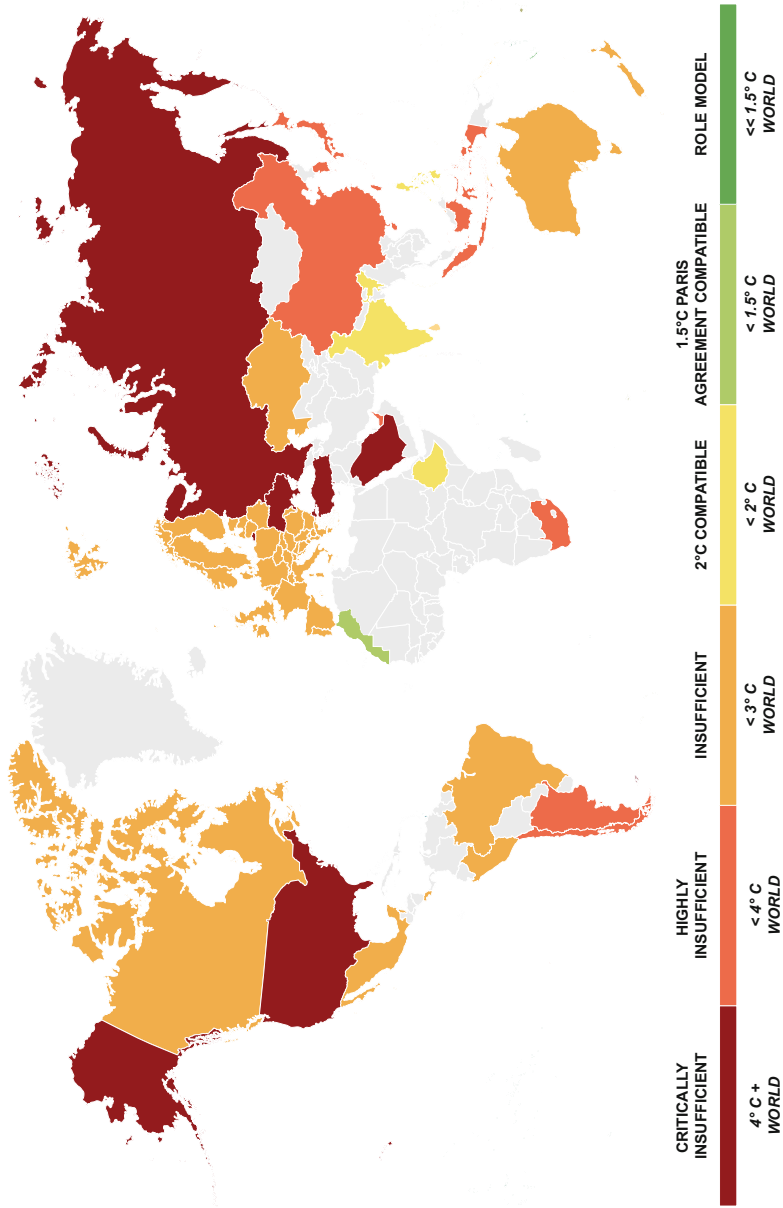 CRITICALLY
INSUFFICIENT
4° C +
WORLD
HIGHLY
INSUFFICIENT
< 4° C
WORLD
INSUFFICIENT
< 3° C
WORLD
2°C COMPATIBLE
< 2° C
WORLD
1.5°C PARIS
AGREEMENT COMPATIBLE
< 1.5° C
WORLD
ROLE MODEL
<< 1.5° C
WORLD